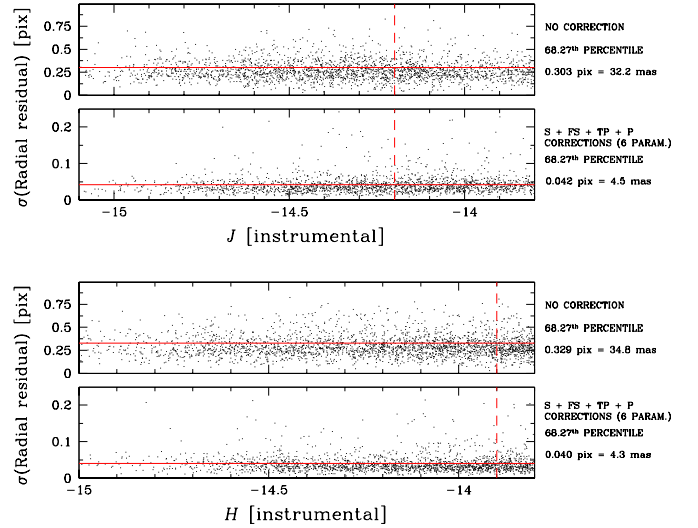 σ(Radial residual) [pix]
0.75
0.5
0.25
0
NO CORRECTION
68.27th PERCENTILE
0.303 pix = 32.2 mas
0.2
0.1
0
S + FS + TP + P
CORRECTIONS (6 PARAM.)
68.27th PERCENTILE
0.042 pix = 4.5 mas
−15
−14.5
−14
J [instrumental]
σ(Radial residual) [pix]
0.75
0.5
0.25
0
NO CORRECTION
68.27th PERCENTILE
0.329 pix = 34.8 mas
0.2
0.1
0
S + FS + TP + P
CORRECTIONS (6 PARAM.)
68.27th PERCENTILE
0.040 pix = 4.3 mas
−15
−14.5
−14
H [instrumental]